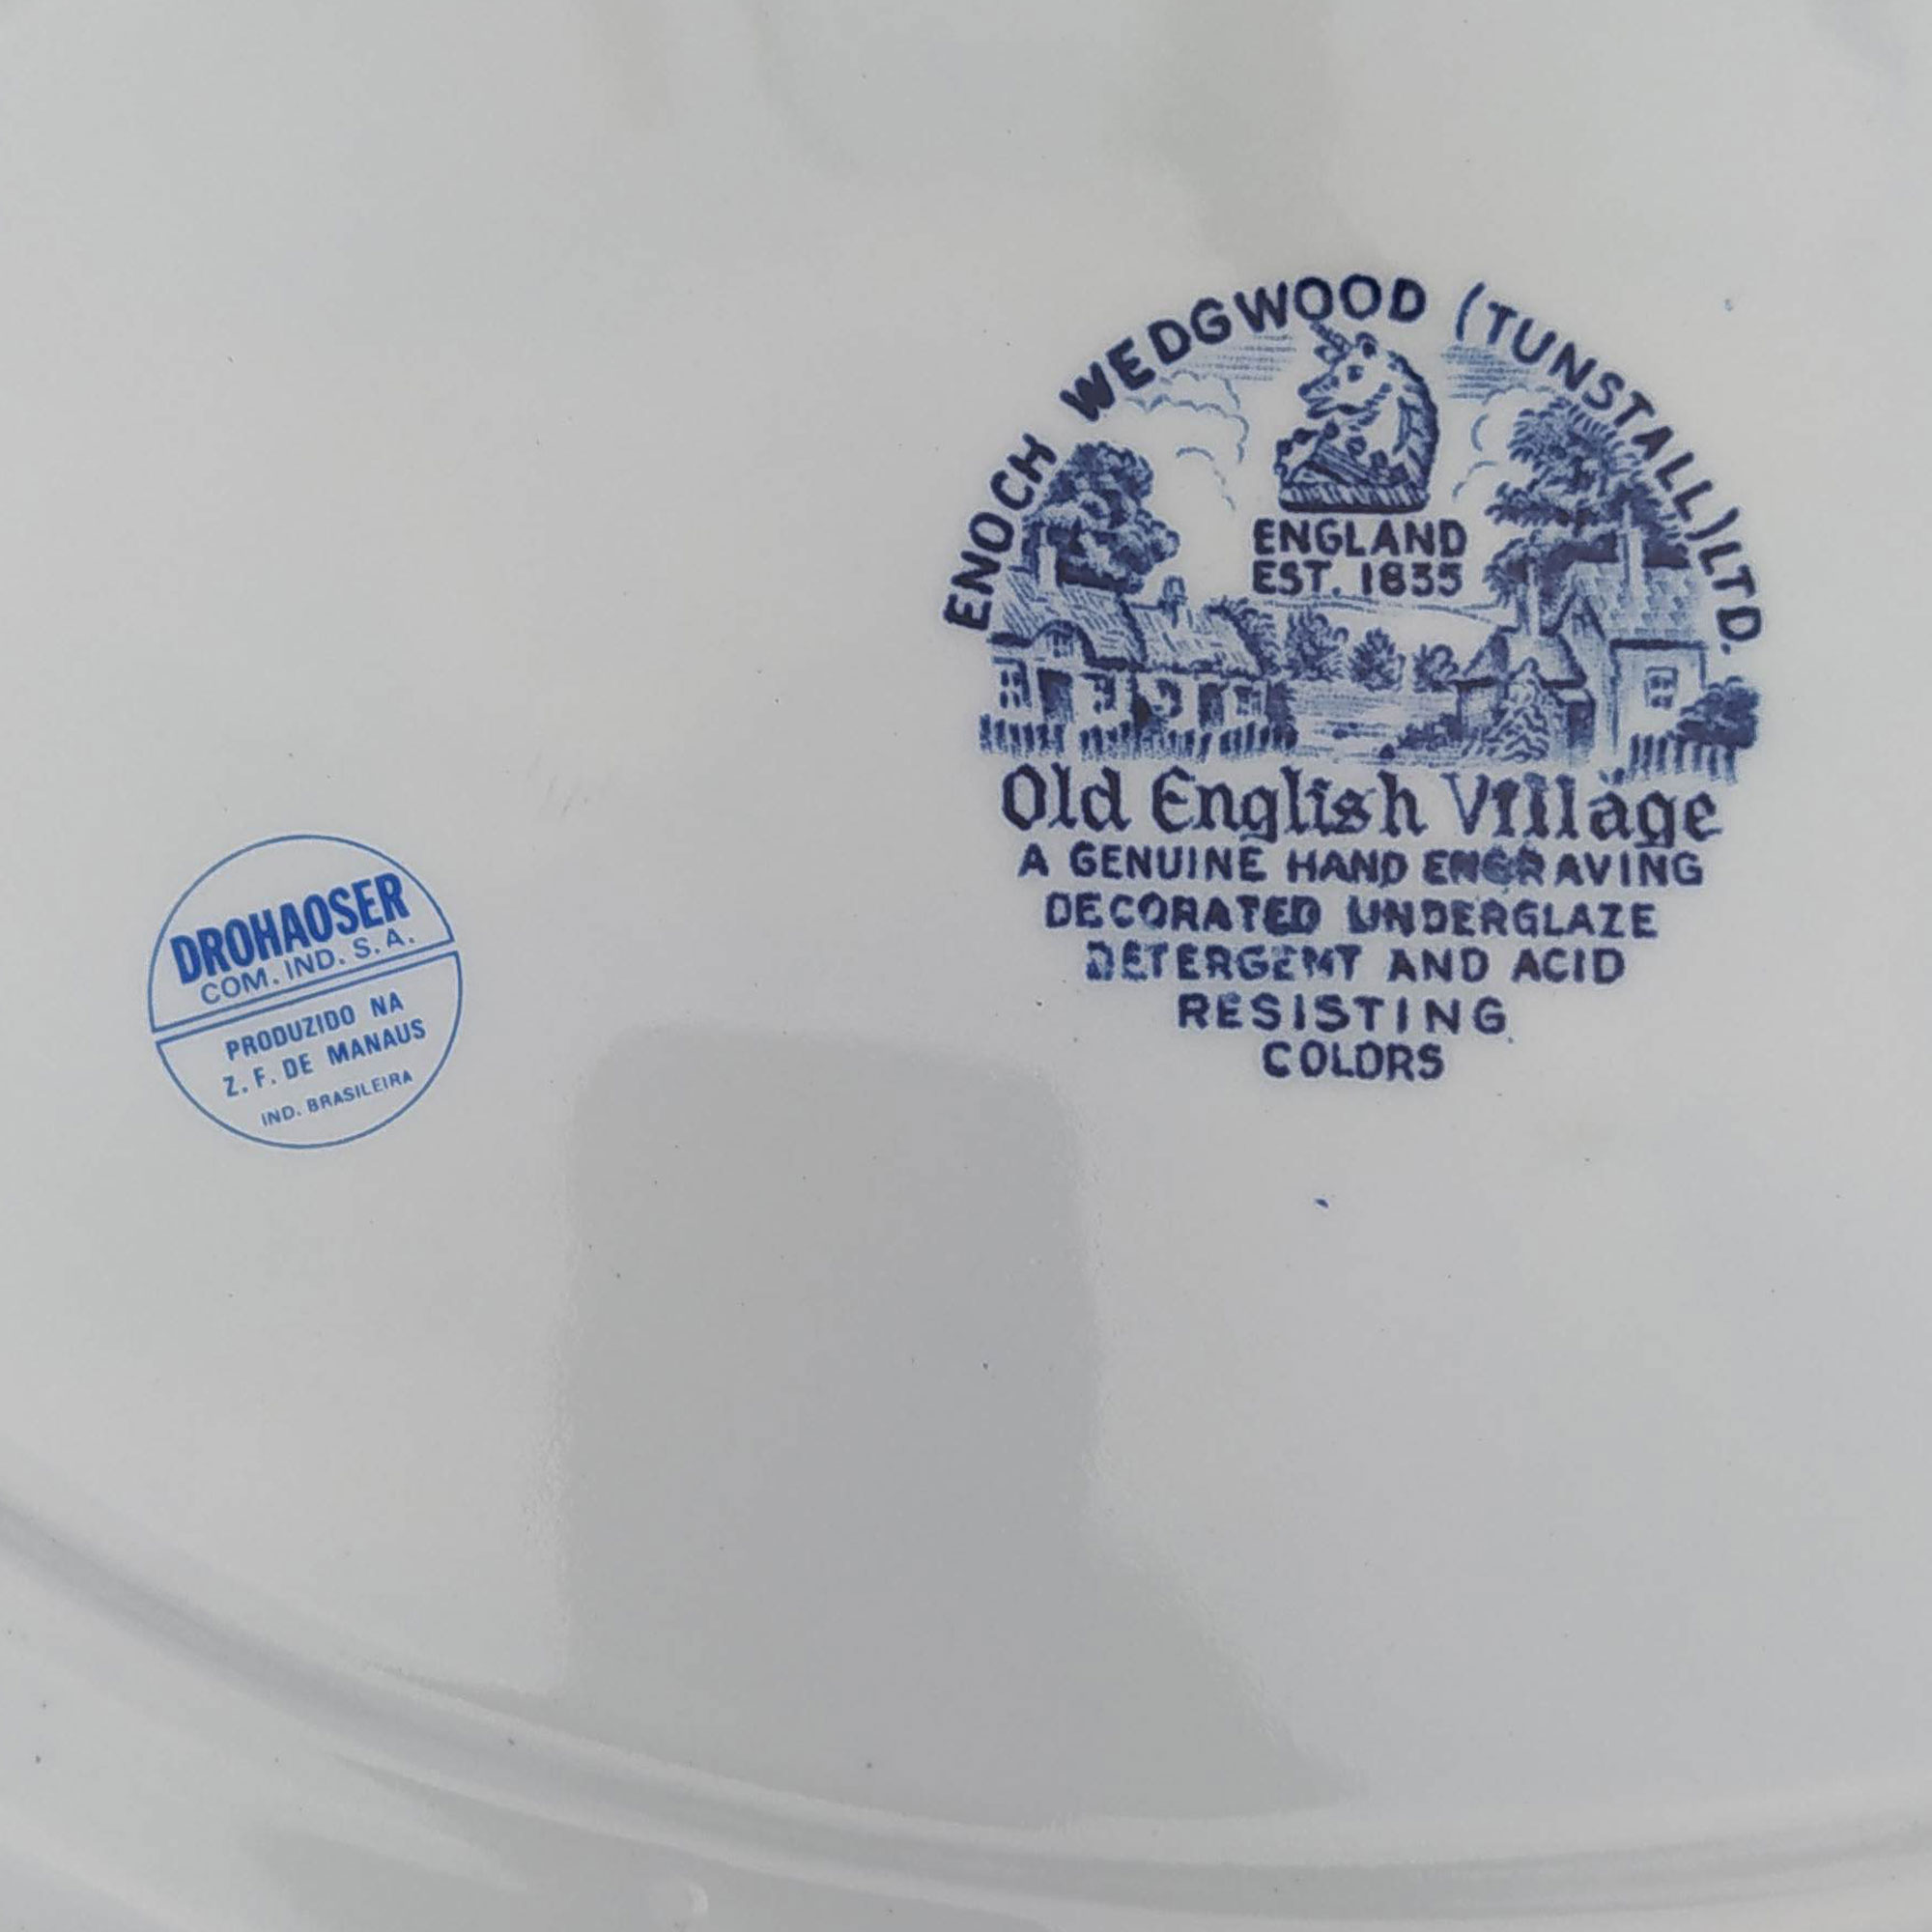 ENOCH WEDGWOOD (TUNSTALL) LTD.
ENGLAND
EST. 1835
Old English Village
A GENUINE HAND ENGRAVING
DECORATED UNDERGLAZE
DETERGENT AND ACID
RESISTING
COLORS
DROHAOSER
COM. IND. S. A.
PRODUZIDO NA
Z. F. DE MANAUS
IND. BRASILEIRA